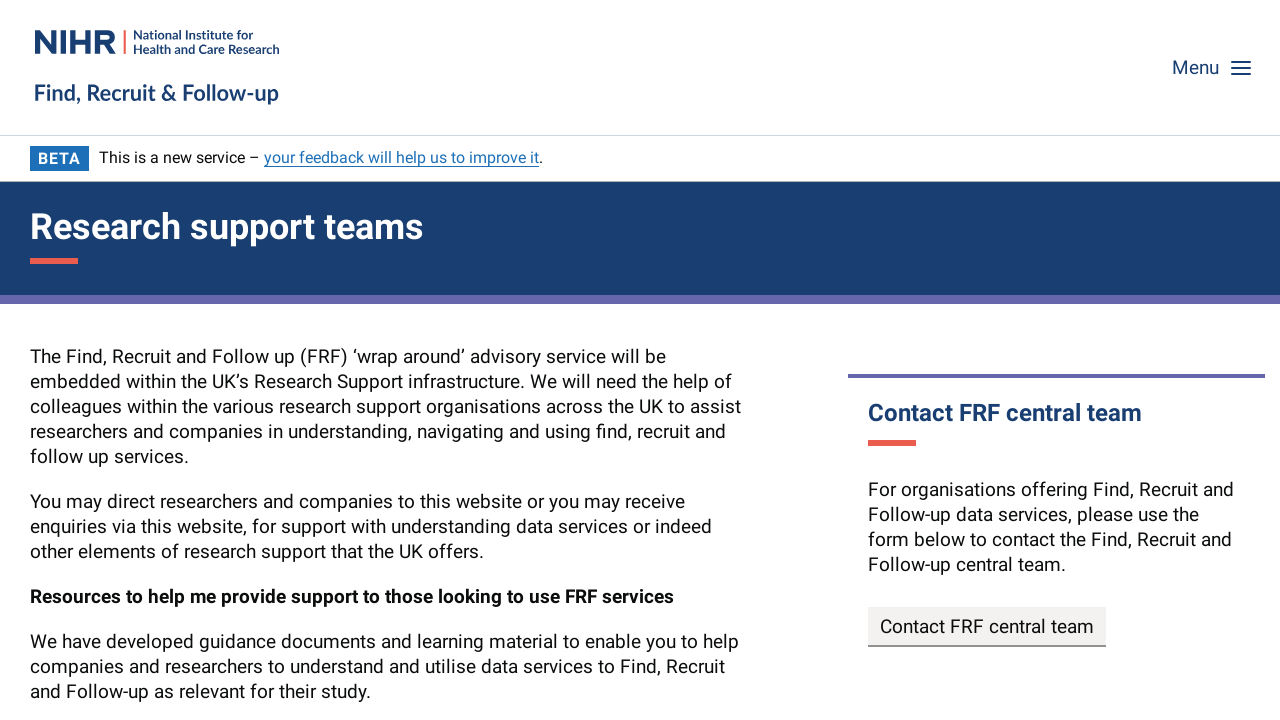 NIHR | National Institute for
Health and Care Research
Find, Recruit & Follow-up
Menu
BETA This is a new service – your feedback will help us to improve it.
Research support teams
The Find, Recruit and Follow up (FRF) ‘wrap around’ advisory service will be
embedded within the UK’s Research Support infrastructure. We will need the help of
colleagues within the various research support organisations across the UK to assist
researchers and companies in understanding, navigating and using find, recruit and
follow up services.
You may direct researchers and companies to this website or you may receive
enquiries via this website, for support with understanding data services or indeed
other elements of research support that the UK offers.
Resources to help me provide support to those looking to use FRF services
We have developed guidance documents and learning material to enable you to help
companies and researchers to understand and utilise data services to Find, Recruit
and Follow-up as relevant for their study.
Contact FRF central team
For organisations offering Find, Recruit and
Follow-up data services, please use the
form below to contact the Find, Recruit and
Follow-up central team.
Contact FRF central team